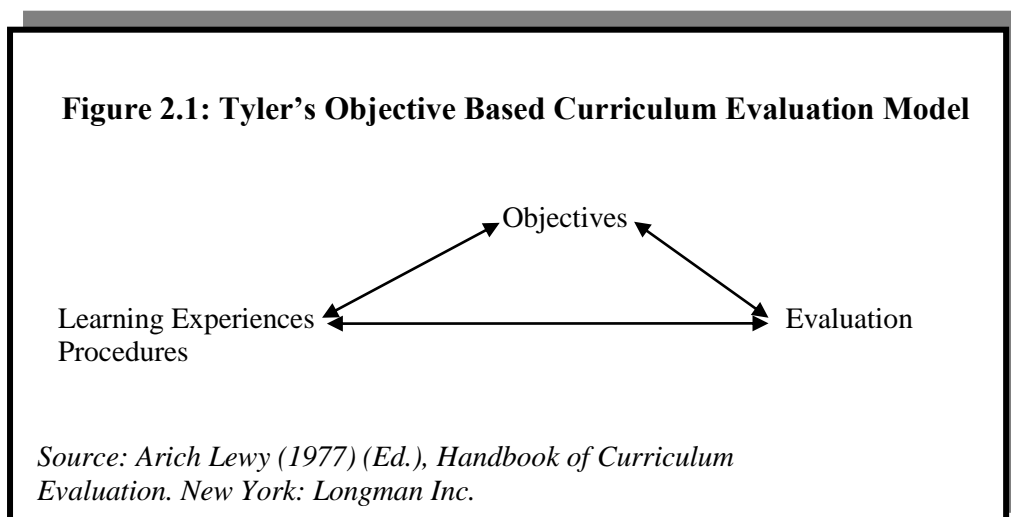 Figure 2.1: Tyler’s Objective Based Curriculum Evaluation Model
Objectives
Learning Experiences
Procedures
Evaluation
Source: Arich Lewy (1977) (Ed.), Handbook of Curriculum
Evaluation. New York: Longman Inc.